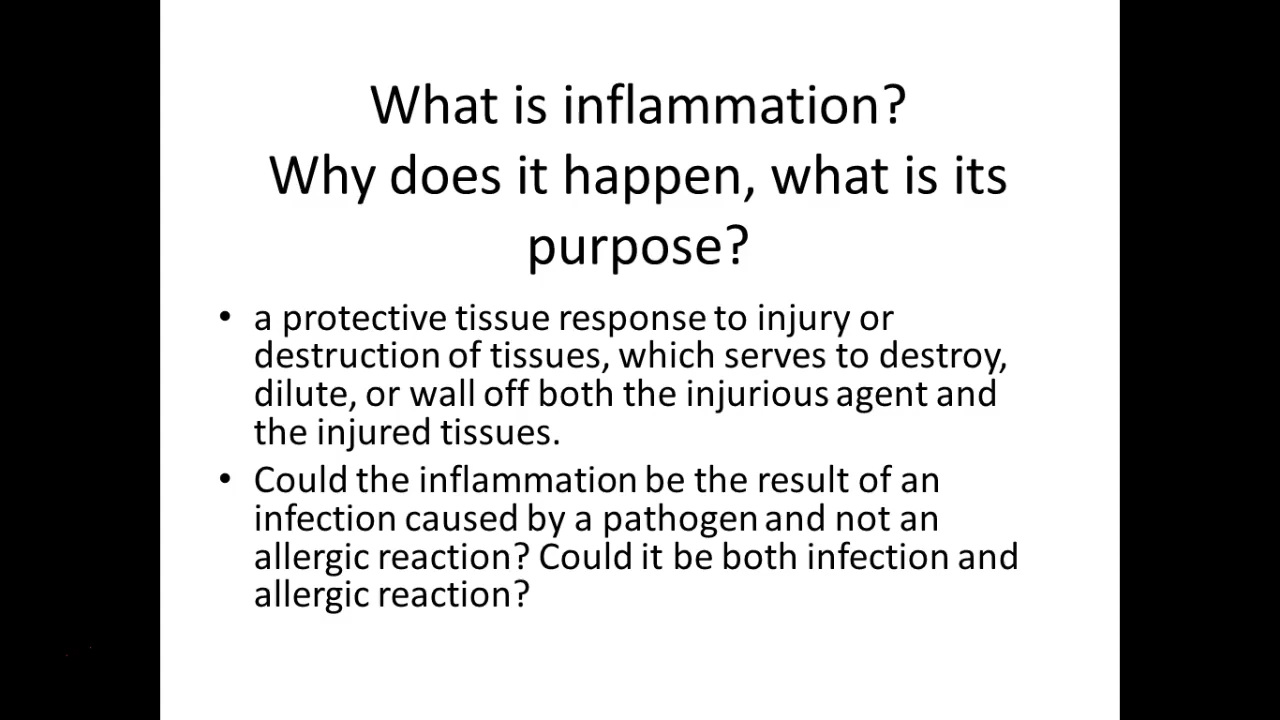 What is inflammation?
Why does it happen, what is its
purpose?
• a protective tissue response to injury or
destruction of tissues, which serves to destroy,
dilute, or wall off both the injurious agent and
the injured tissues.
• Could the inflammation be the result of an
infection caused by a pathogen and not an
allergic reaction? Could it be both infection and
allergic reaction?